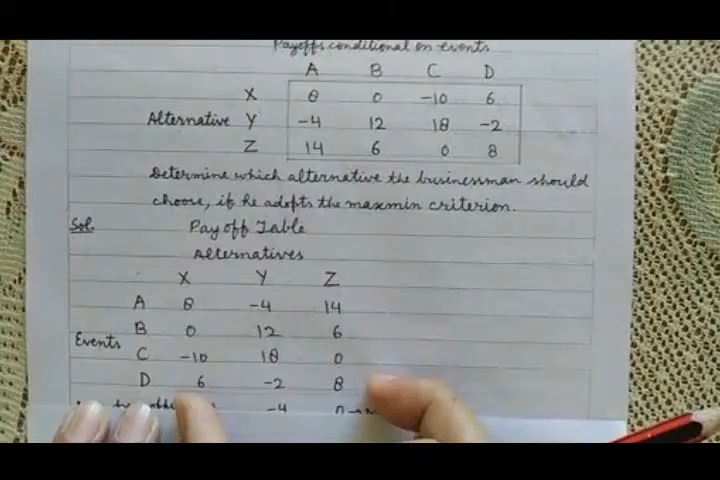 Payoffs conditional on events
A B C D
X 8 0 -10 6
Alternative Y -4 12 18 -2
Z 14 6 0 8
Determine which alternative the businessman should
choose, if he adopts the maxmin criterion.
Sol. Pay off Table
Alternatives
X Y Z
A 8 -4 14
B 0 12 6
Events
C -10 18 0
D 6 -2 8
-4